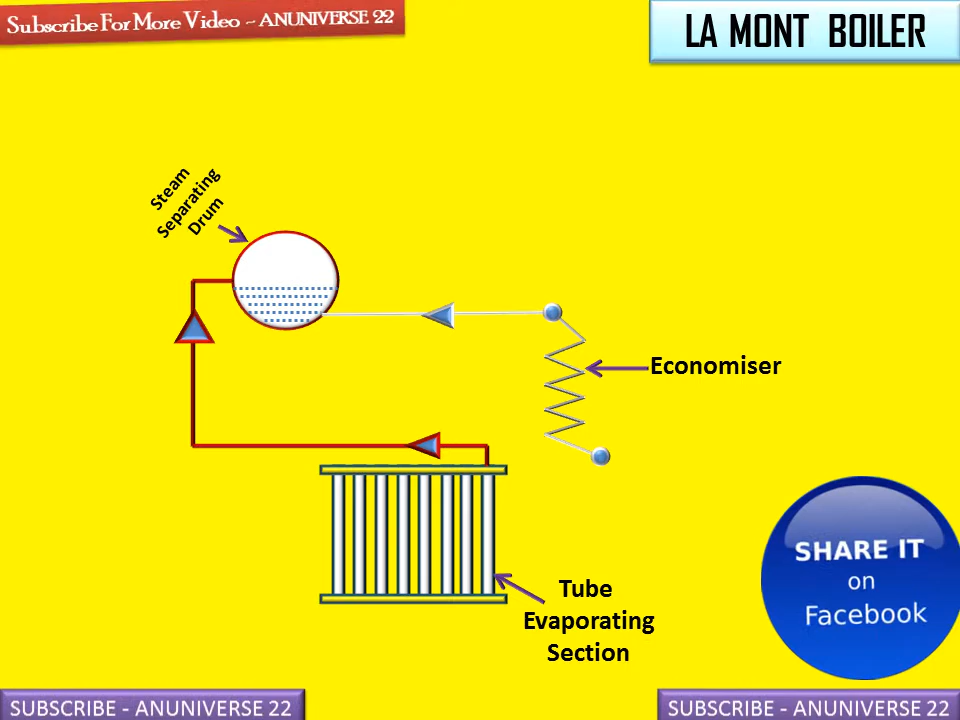 Subscribe For More Video ~ ANUNIVERSE 22
LA MONT BOILER
Steam
Separating
Drum
Economiser
Tube
Evaporating
Section
SHARE IT
on
Facebook
SUBSCRIBE - ANUNIVERSE 22
SUBSCRIBE - ANUNIVERSE 22